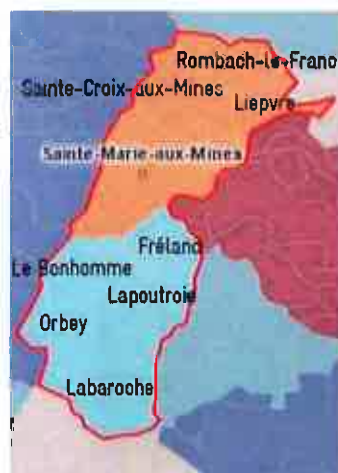 Rombach-le-Franc
Sainte-Croix-aux-Mines
Liepvre
Sainte-Marie-aux-Mines
Fréland
Le Bonhomme
Lapoutroie
Orbey
Labaroche